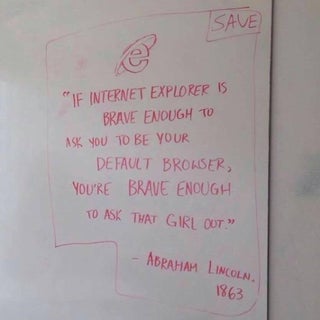 SAVE
"IF INTERNET EXPLORER IS
BRAVE ENOUGH TO
ASK YOU TO BE YOUR
DEFAULT BROWSER,
YOU'RE BRAVE ENOUGH
TO ASK THAT GIRL OUT."
- ABRAHAM LINCOLN.
1863